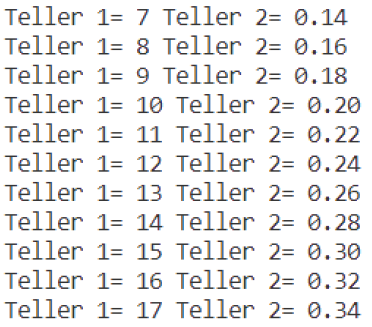 Teller 1= 7 Teller 2= 0.14
Teller 1= 8 Teller 2= 0.16
Teller 1= 9 Teller 2= 0.18
Teller 1= 10 Teller 2= 0.20
Teller 1= 11 Teller 2= 0.22
Teller 1= 12 Teller 2= 0.24
Teller 1= 13 Teller 2= 0.26
Teller 1= 14 Teller 2= 0.28
Teller 1= 15 Teller 2= 0.30
Teller 1= 16 Teller 2= 0.32
Teller 1= 17 Teller 2= 0.34